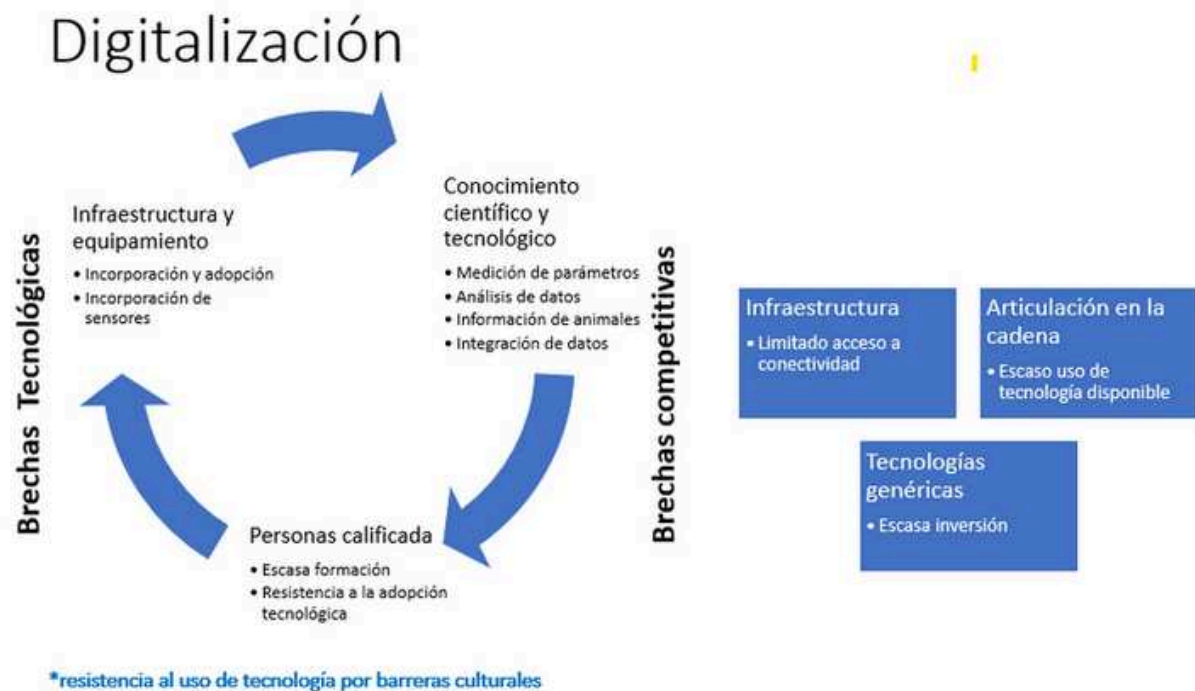 Digitalización
Brechas Tecnológicas
Infraestructura y
equipamiento
• Incorporación y adopción
• Incorporación de
sensores
Conocimiento
científico y
tecnológico
• Medición de parámetros
• Análisis de datos
• Información de animales
• Integración de datos
Personas calificada
• Escasa formación
• Resistencia a la adopción
tecnológica
Brechas competitivas
Infraestructura
• Limitado acceso a
conectividad
Articulación en la
cadena
• Escaso uso de
tecnología disponible
Tecnologías
genéricas
• Escasa inversión
*resistencia al uso de tecnología por barreras culturales